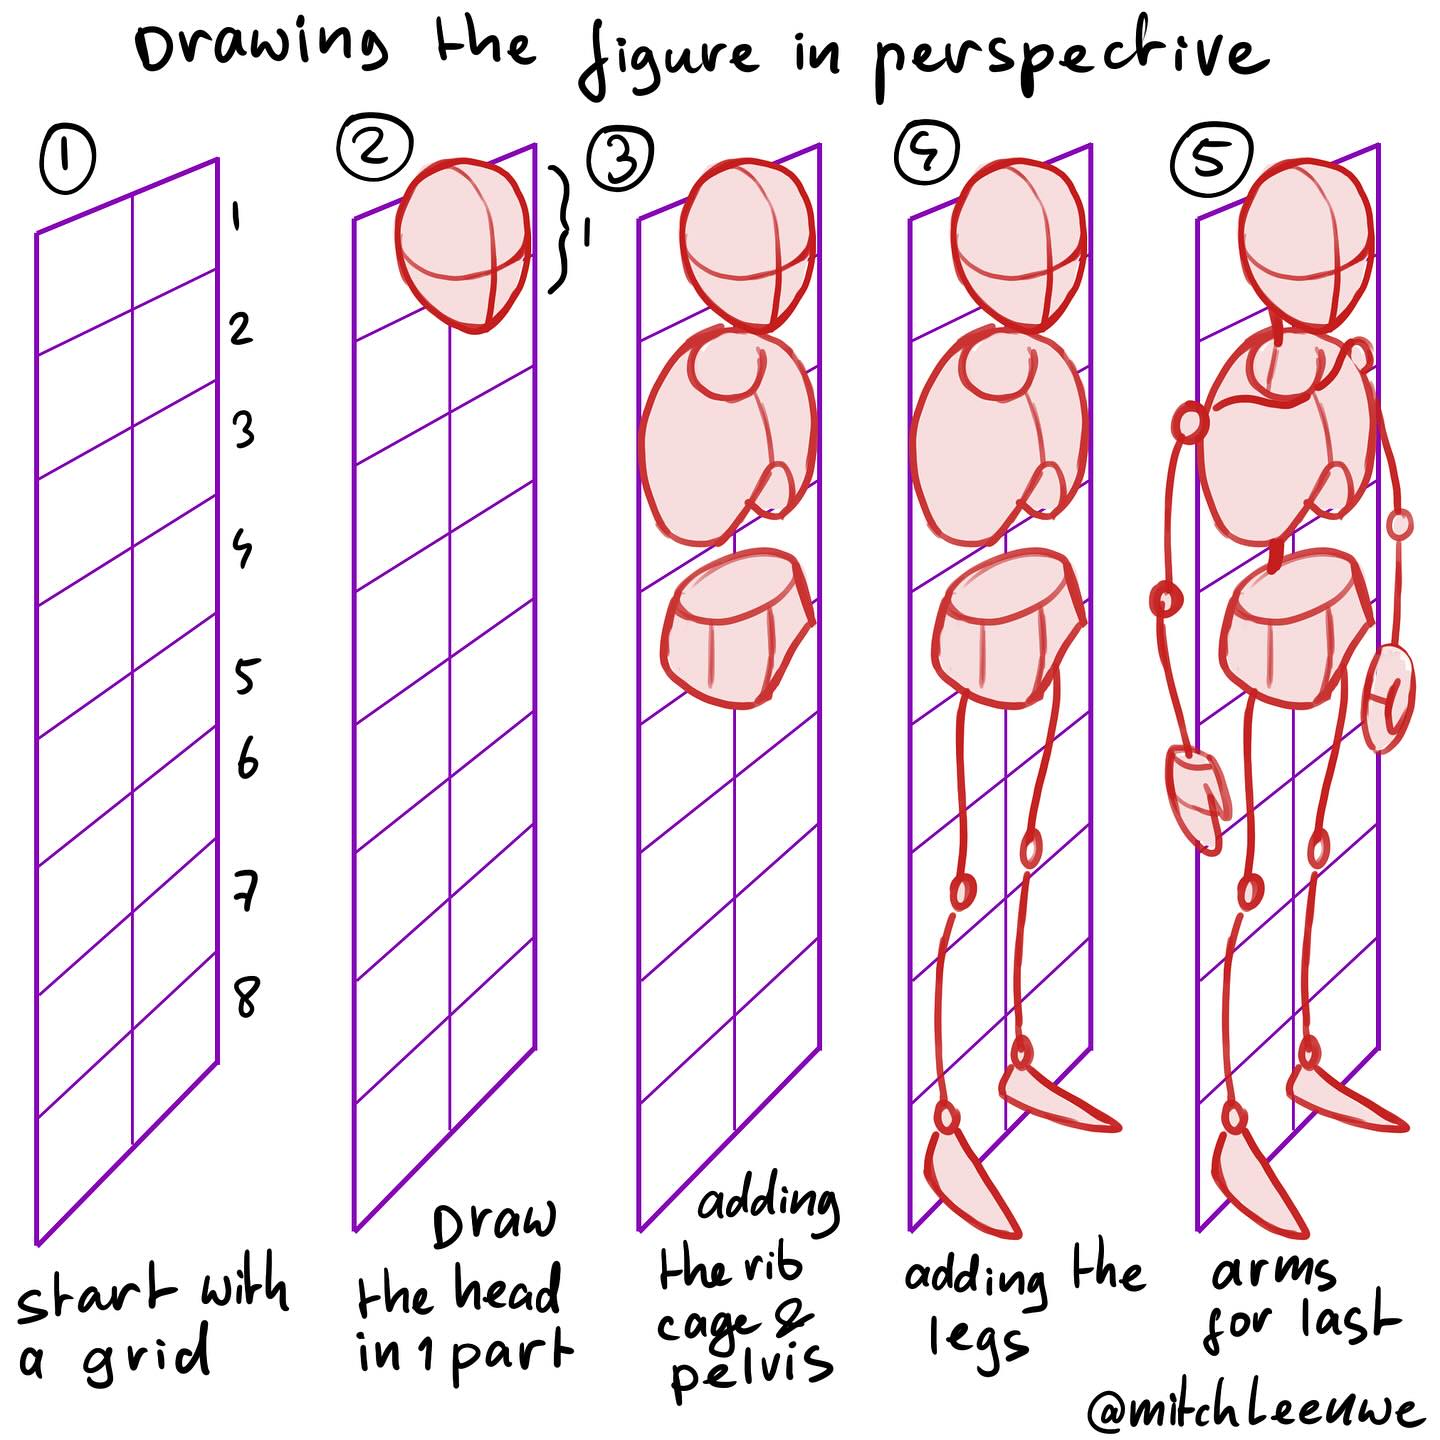 Drawing the figure in perspective
1
2
3
4
5
1
2
3
4
5
6
7
8
1
start with
a grid
Draw
the head
in 1 part
adding
the rib
cage &
pelvis
adding the
legs
arms
for last
@mitchleeuwe